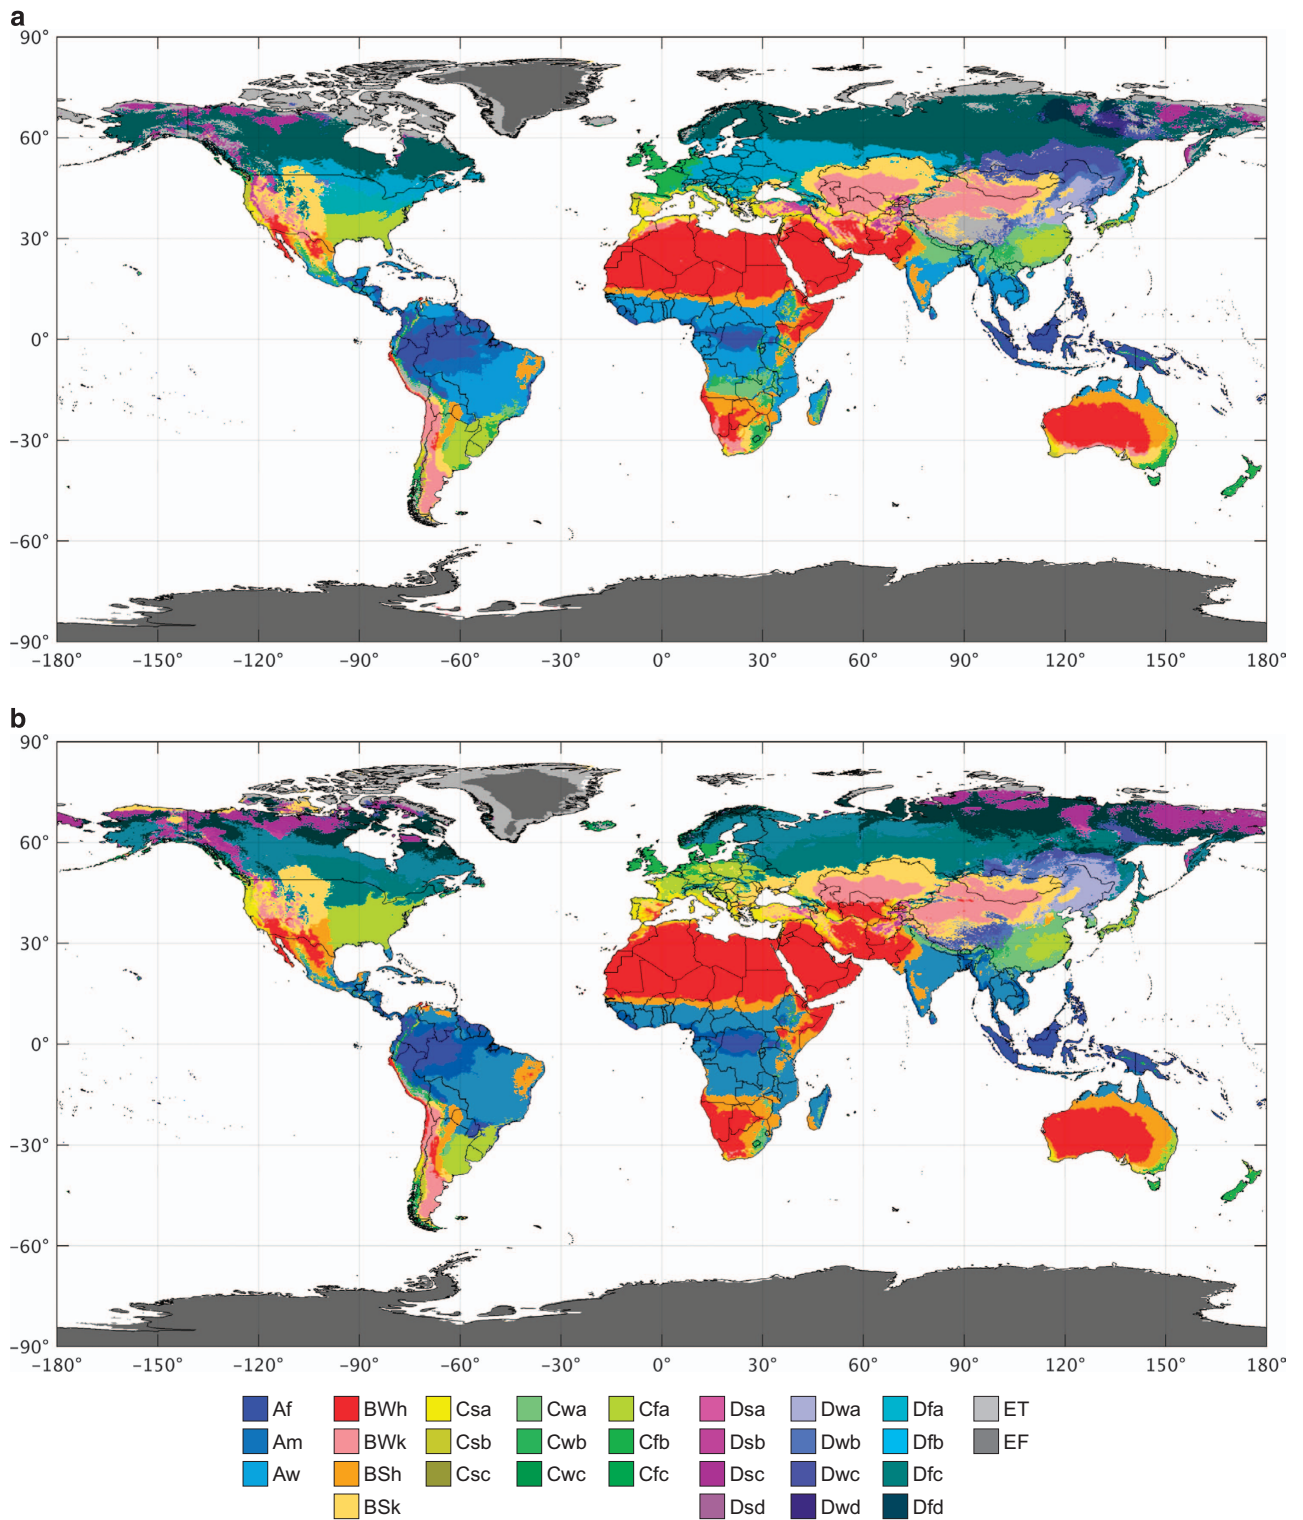 a
90°
60°
30°
0°
−30°
−60°
−90°
−180° −150° −120° −90° −60° −30° 0° 30° 60° 90° 120° 150° 180°
b
90°
60°
30°
0°
−30°
−60°
−90°
−180° −150° −120° −90° −60° −30° 0° 30° 60° 90° 120° 150° 180°
Af BWh Csa Cwa Cfa Dsa Dwa Dfa ET
Am BWk Csb Cwb Cfb Dsb Dwb Dfb EF
Aw BSh Csc Cwc Cfc Dsc Dwc Dfc
BSk Dsd Dwd Dfd